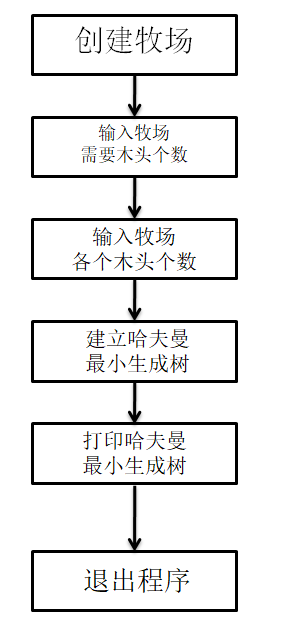 创建牧场
输入牧场
需要木头个数
输入牧场
各个木头个数
建立哈夫曼
最小生成树
打印哈夫曼
最小生成树
退出程序